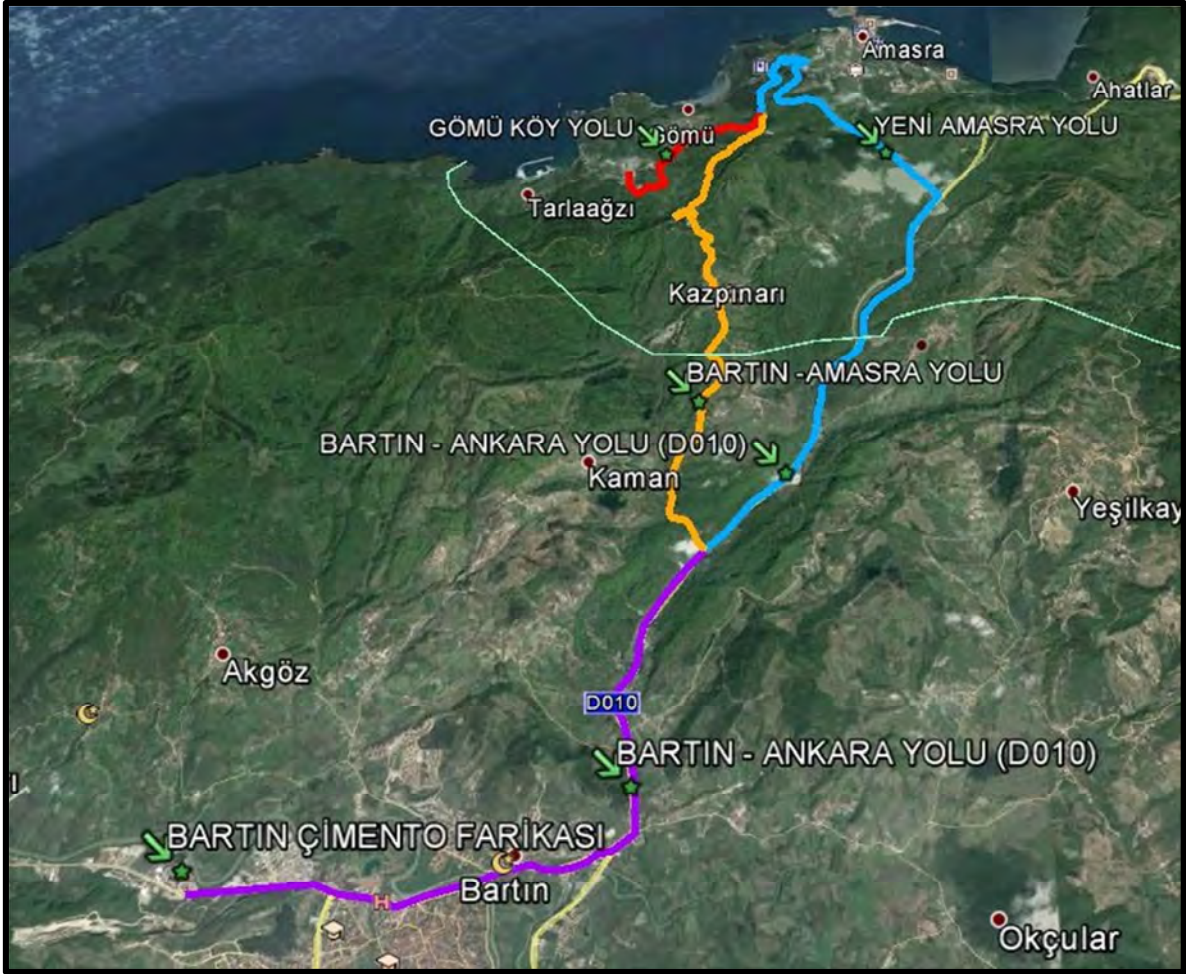 Amasra
Ahatlar
GÖMÜ KÖY YOLU
Gömü
YENİ AMASRA YOLU
Tarlaağzı
Kazpınarı
BARTIN -AMASRA YOLU
BARTIN - ANKARA YOLU (D010)
Kaman
Yeşilkay
Akgöz
D010
BARTIN - ANKARA YOLU (D010)
BARTIN ÇİMENTO FARİKASI
Bartın
H
Okçular